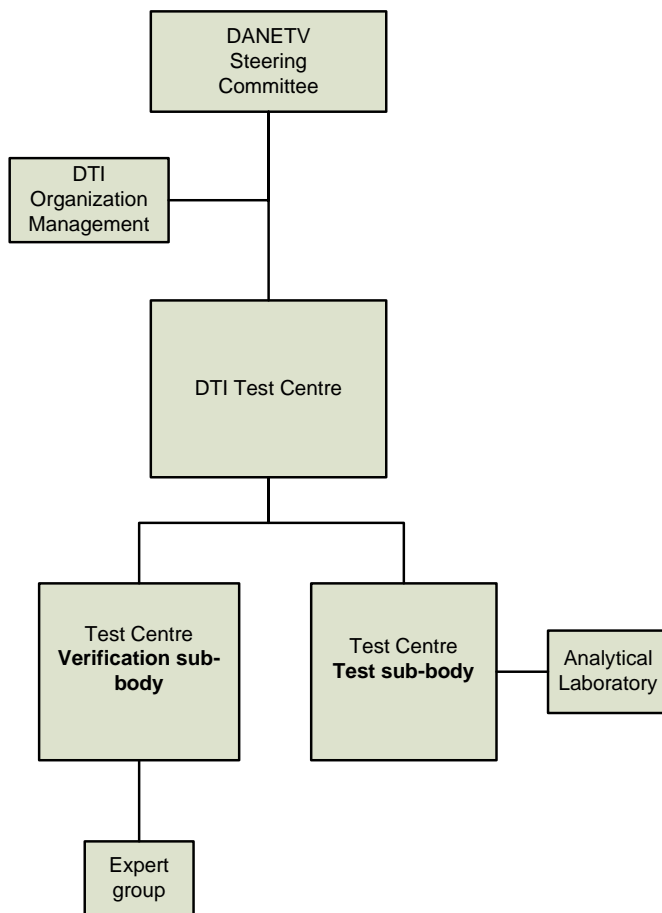 DANETV
Steering
Committee
DTI
Organization
Management
DTI Test Centre
Test Centre
Verification sub-
body
Test Centre
Test sub-body
Analytical
Laboratory
Expert
group